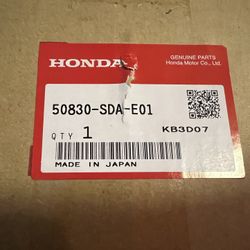 HONDA
GENUINE PARTS
Honda Motor Co., Ltd.
50830-SDA-E01
QTY 1
KB3D07
MADE IN JAPAN